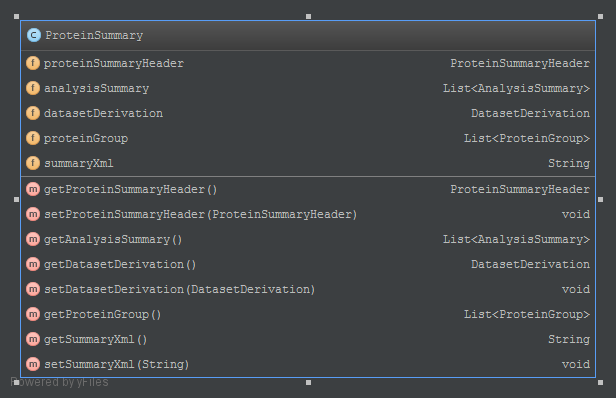 C ProteinSummary
f proteinSummaryHeader ProteinSummaryHeader
f analysisSummary List<AnalysisSummary>
f datasetDerivation DatasetDerivation
f proteinGroup List<ProteinGroup>
f summaryXml String
m getProteinSummaryHeader() ProteinSummaryHeader
m setProteinSummaryHeader(ProteinSummaryHeader) void
m getAnalysisSummary() List<AnalysisSummary>
m getDatasetDerivation() DatasetDerivation
m setDatasetDerivation(DatasetDerivation) void
m getProteinGroup() List<ProteinGroup>
m getSummaryXml() String
m setSummaryXml(String) void
Powered by yFiles